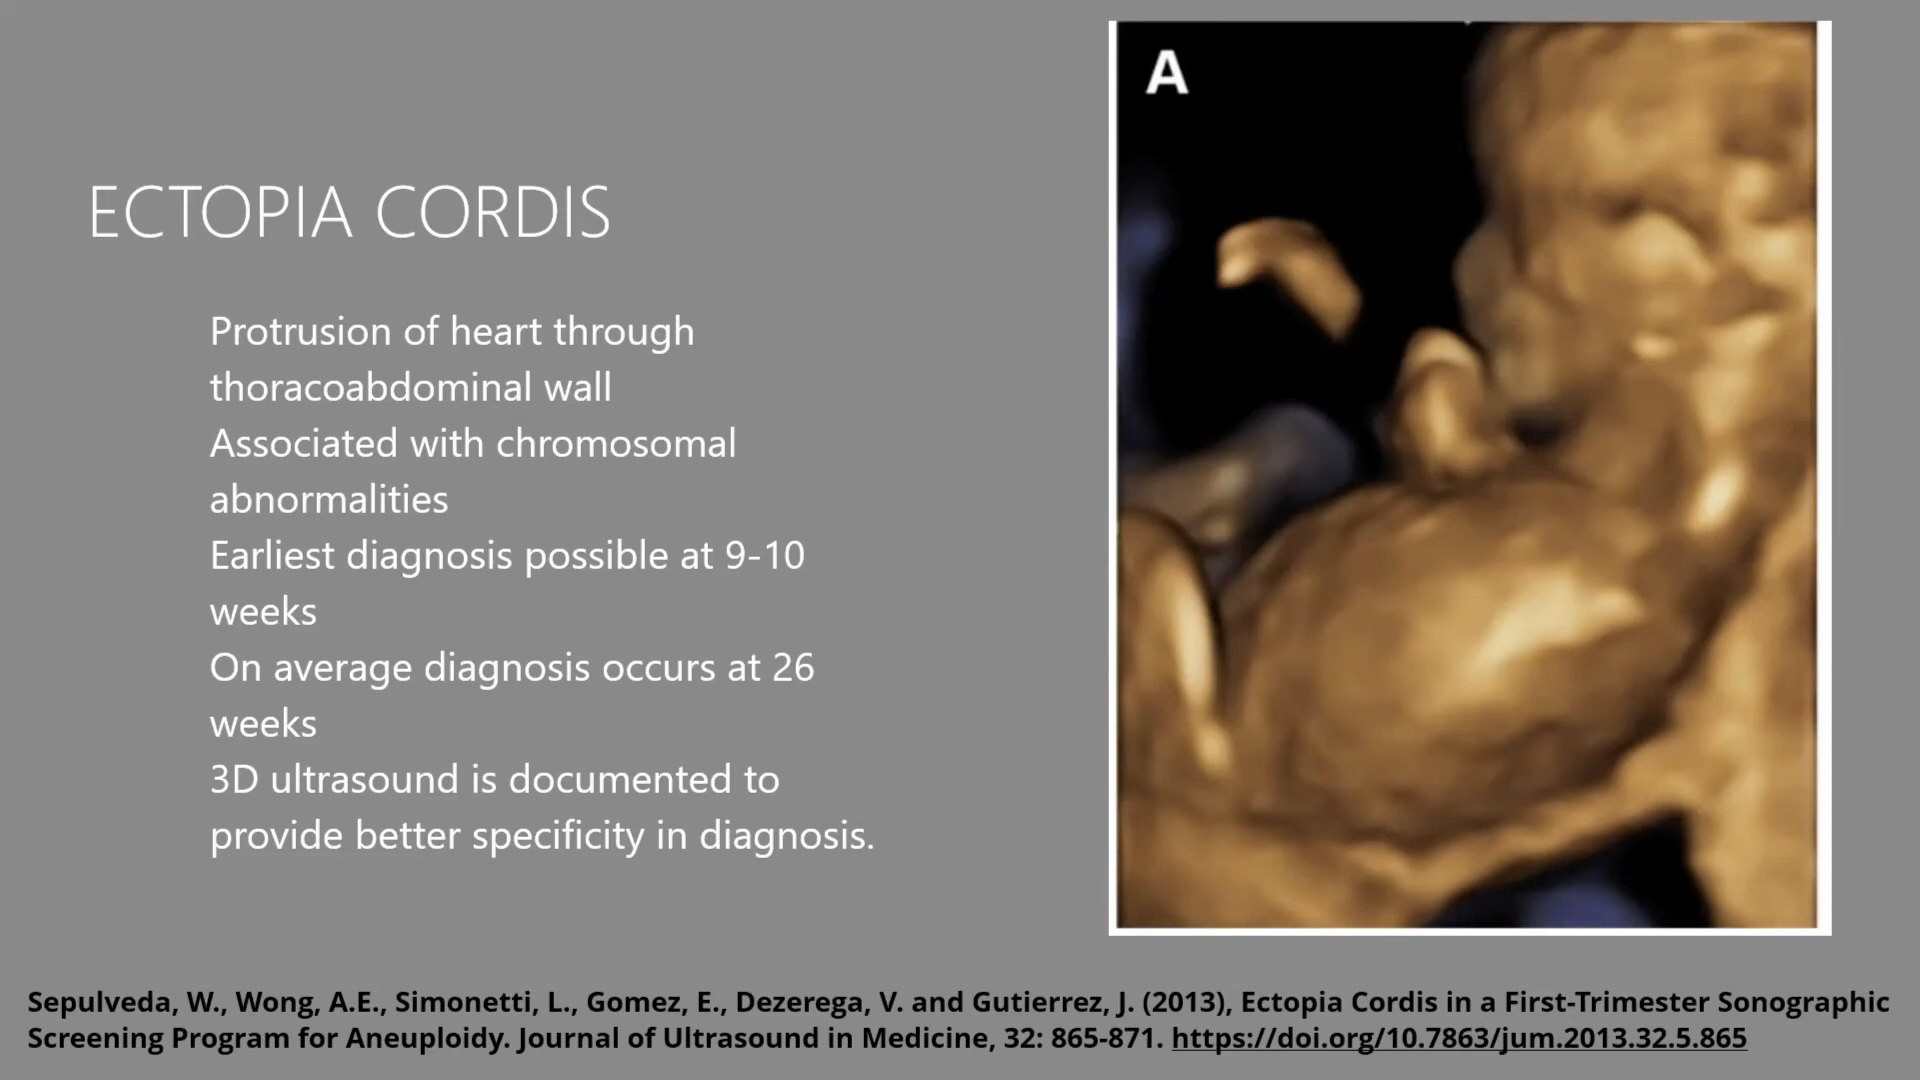 A
ECTOPIA CORDIS
Protrusion of heart through
thoracoabdominal wall
Associated with chromosomal
abnormalities
Earliest diagnosis possible at 9-10
weeks
On average diagnosis occurs at 26
weeks
3D ultrasound is documented to
provide better specificity in diagnosis.
Sepulveda, W., Wong, A.E., Simonetti, L., Gomez, E., Dezerega, V. and Gutierrez, J. (2013), Ectopia Cordis in a First-Trimester Sonographic
Screening Program for Aneuploidy. Journal of Ultrasound in Medicine, 32: 865-871. https://doi.org/10.7863/jum.2013.32.5.865